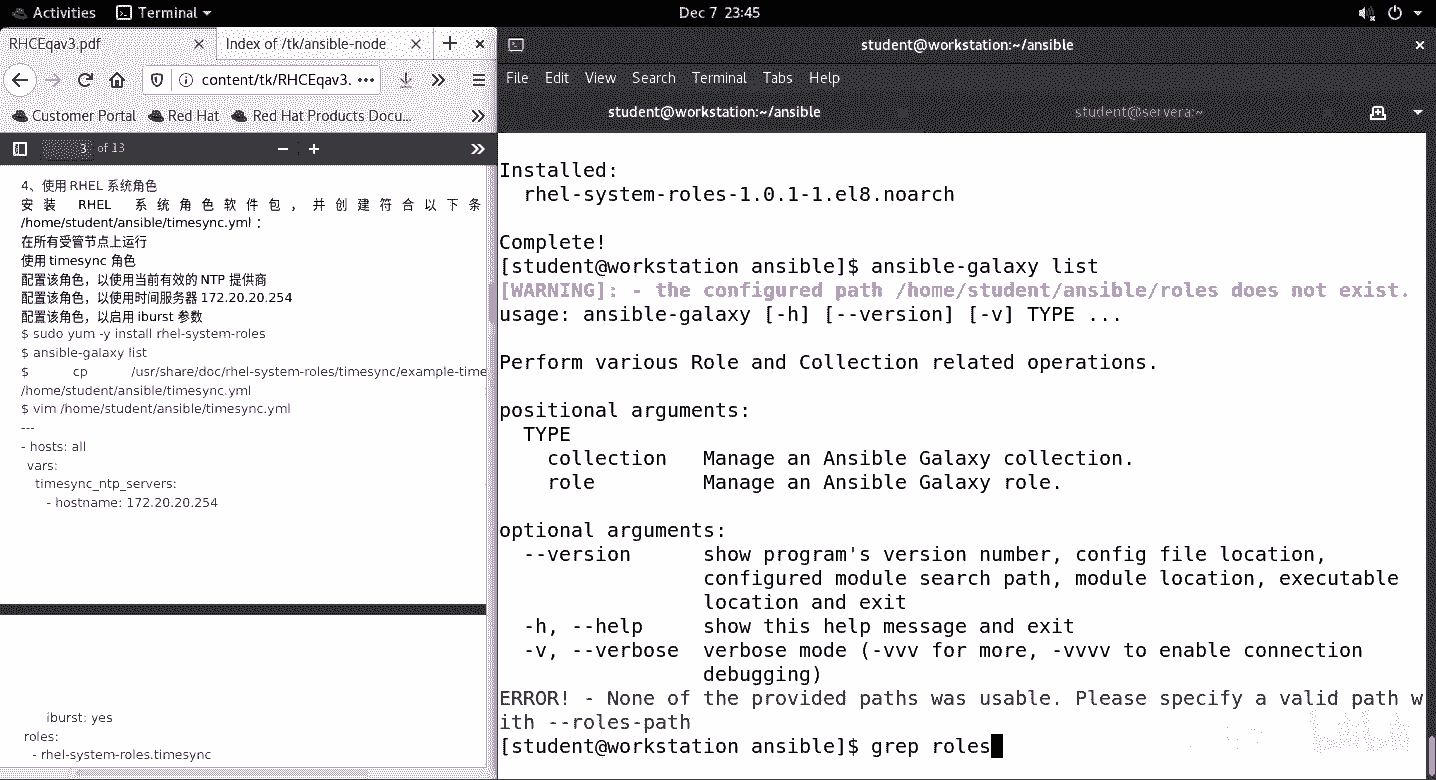 Activities
Terminal
Dec 7 23:45
RHCEqav3.pdf
Index of /tk/ansible-node
content/tk/RHCEqav3.
Customer Portal
Red Hat
Red Hat Products Docu...
3 of 13
4、使用 RHEL 系统角色
安装 RHEL 系统角色软件包，并创建符合以下条
/home/student/ansible/timesync.yml：
在所有受管节点上运行
使用 timesync 角色
配置该角色，以使用当前有效的 NTP 提供商
配置该角色，以使用时间服务器 172.20.20.254
配置该角色，以启用 iburst 参数
$ sudo yum -y install rhel-system-roles
$ ansible-galaxy list
$ cp /usr/share/doc/rhel-system-roles/timesync/example-time
/home/student/ansible/timesync.yml
$ vim /home/student/ansible/timesync.yml
---
- hosts: all
vars:
timesync_ntp_servers:
- hostname: 172.20.20.254
iburst: yes
roles:
- rhel-system-roles.timesync
student@workstation:~/ansible
File Edit View Search Terminal Tabs Help
student@workstation:~/ansible
student@servera:~
Installed:
rhel-system-roles-1.0.1-1.el8.noarch
Complete!
[student@workstation ansible]$ ansible-galaxy list
[WARNING]: - the configured path /home/student/ansible/roles does not exist.
usage: ansible-galaxy [-h] [--version] [-v] TYPE ...
Perform various Role and Collection related operations.
positional arguments:
TYPE
collection Manage an Ansible Galaxy collection.
role Manage an Ansible Galaxy role.
optional arguments:
--version show program's version number, config file location,
configured module search path, module location, executable
location and exit
-h, --help show this help message and exit
-v, --verbose verbose mode (-vvv for more, -vvvv to enable connection
debugging)
ERROR! - None of the provided paths was usable. Please specify a valid path w
ith --roles-path
[student@workstation ansible]$ grep roles